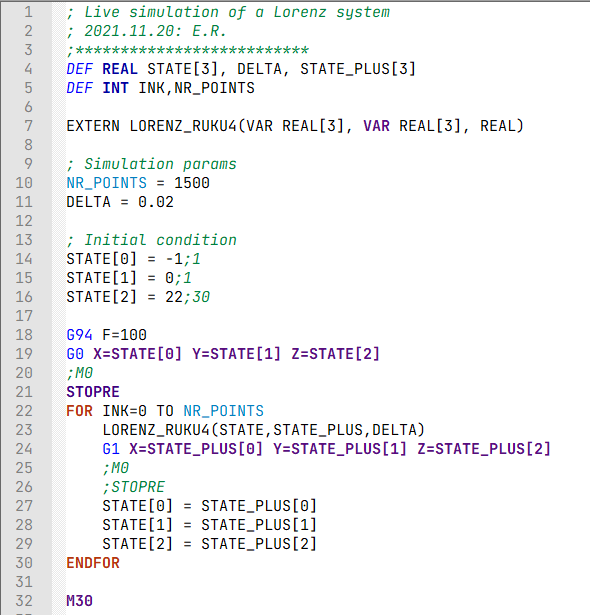 1 ; Live simulation of a Lorenz system
2 ; 2021.11.20: E.R.
3 ;**************************
4 DEF REAL STATE[3], DELTA, STATE_PLUS[3]
5 DEF INT INK,NR_POINTS
6
7 EXTERN LORENZ_RUKU4(VAR REAL[3], VAR REAL[3], REAL)
8
9 ; Simulation params
10 NR_POINTS = 1500
11 DELTA = 0.02
12
13 ; Initial condition
14 STATE[0] = -1;1
15 STATE[1] = 0;1
16 STATE[2] = 22;30
17
18 G94 F=100
19 G0 X=STATE[0] Y=STATE[1] Z=STATE[2]
20 ;M0
21 STOPRE
22 FOR INK=0 TO NR_POINTS
23 LORENZ_RUKU4(STATE,STATE_PLUS,DELTA)
24 G1 X=STATE_PLUS[0] Y=STATE_PLUS[1] Z=STATE_PLUS[2]
25 ;M0
26 ;STOPRE
27 STATE[0] = STATE_PLUS[0]
28 STATE[1] = STATE_PLUS[1]
29 STATE[2] = STATE_PLUS[2]
30 ENDFOR
31
32 M30